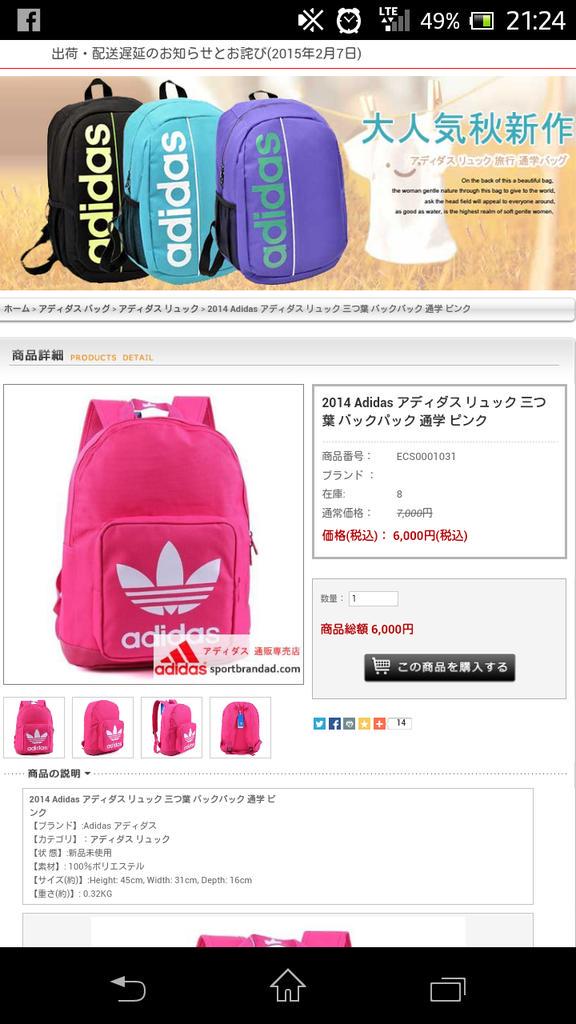 LTE
49%
21:24
出荷・配送遅延のお知らせとお詫び(2015年2月7日)
adidas
adidas
adidas
大人気秋新作
アディダス リュック 旅行 通学バッグ
On the back of this a beautiful bag,
the woman gentle nature through this bag to give to the world,
ask the head field will appeal to everyone around,
as good as water, is the highest realm of soft gentle women.
ホーム > アディダス バッグ > アディダス リュック > 2014 Adidas アディダス リュック 三つ葉 バックパック 通学 ピンク
商品詳細 PRODUCTS DETAIL
adidas
アディダス 通販専売店
adidas sportbrandad.com
2014 Adidas アディダス リュック 三つ
葉 バックパック 通学 ピンク
商品番号： ECS0001031
ブランド ：
在庫: 8
通常価格： 7,000円
価格(税込)： 6,000円(税込)
数量： 1
商品総額 6,000円
この商品を購入する
14
adidas
adidas
adidas
商品の説明
2014 Adidas アディダス リュック 三つ葉 バックパック 通学 ピ
ンク
【ブランド】:Adidas アディダス
【カテゴリ】：アディダス リュック
【状 態】:新品未使用
【素材】: 100%ポリエステル
【サイズ(約)】:Height: 45cm, Width: 31cm, Depth: 16cm
【重さ(約)】: 0.32KG